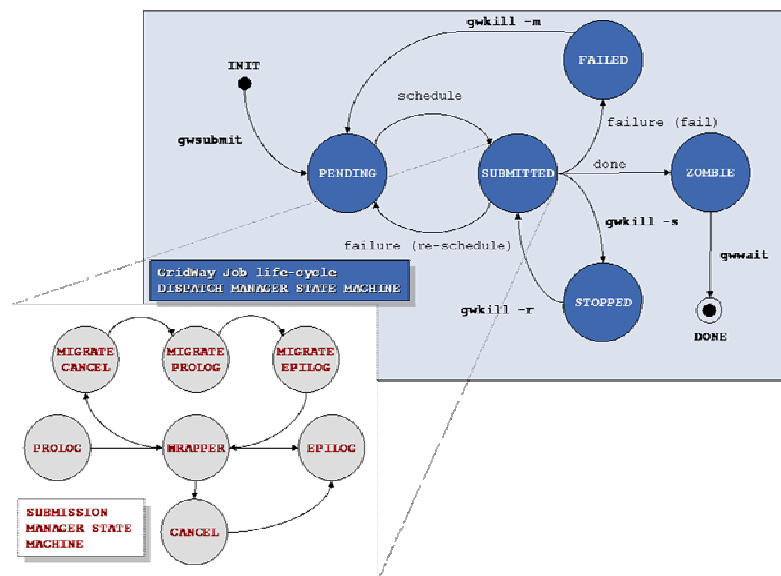 gwkill -m
FAILED
INIT
schedule
failure (fail)
gwsubmit
done
PENDING
SUBMITTED
ZOMBIE
gwkill -s
failure (re-schedule)
gwwait
GridWay Job life-cycle
DISPATCH MANAGER STATE MACHINE
STOPPED
gwkill -r
DONE
MIGRATE
CANCEL
MIGRATE
PROLOG
MIGRATE
EPILOG
PROLOG
WRAPPER
EPILOG
SUBMISSION
MANAGER STATE
MACHINE
CANCEL